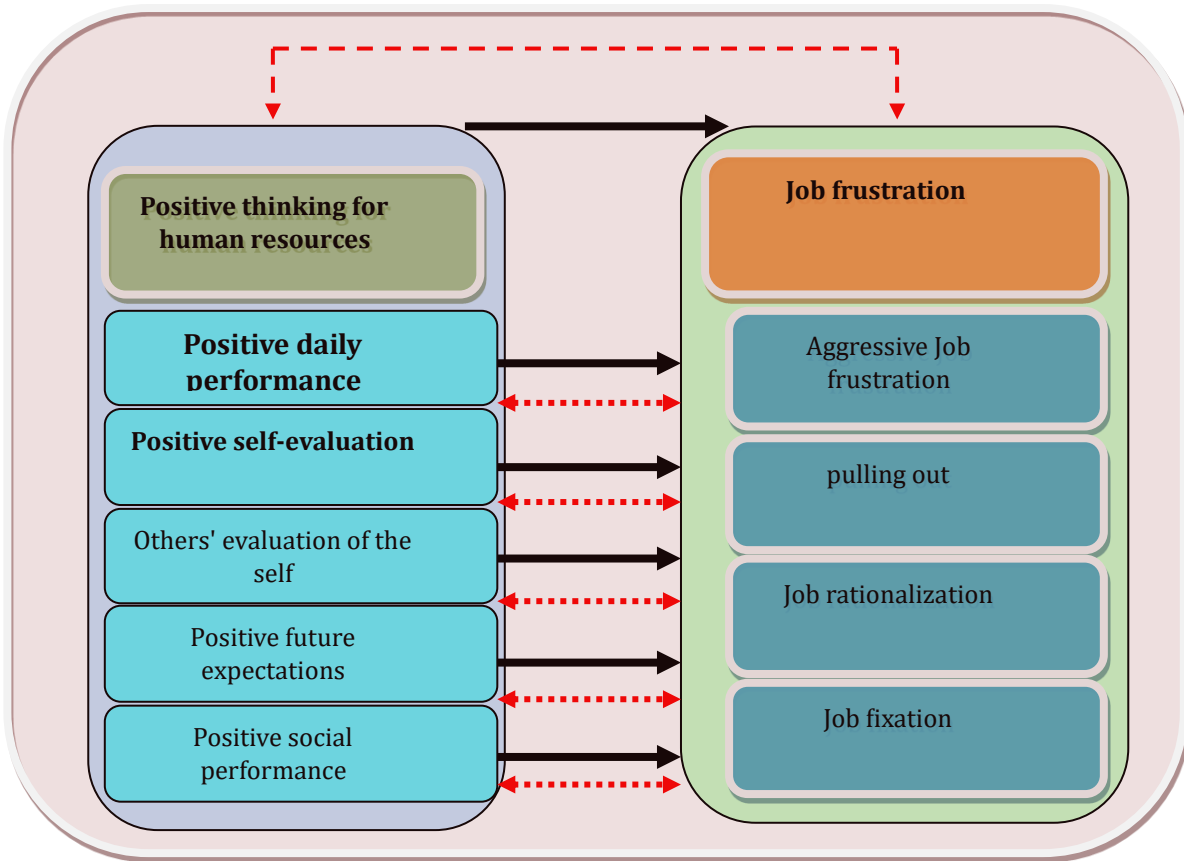 Positive thinking for
human resources
Positive daily
performance
Positive self-evaluation
Others' evaluation of the
self
Positive future
expectations
Positive social
performance
Job frustration
Aggressive Job
frustration
pulling out
Job rationalization
Job fixation